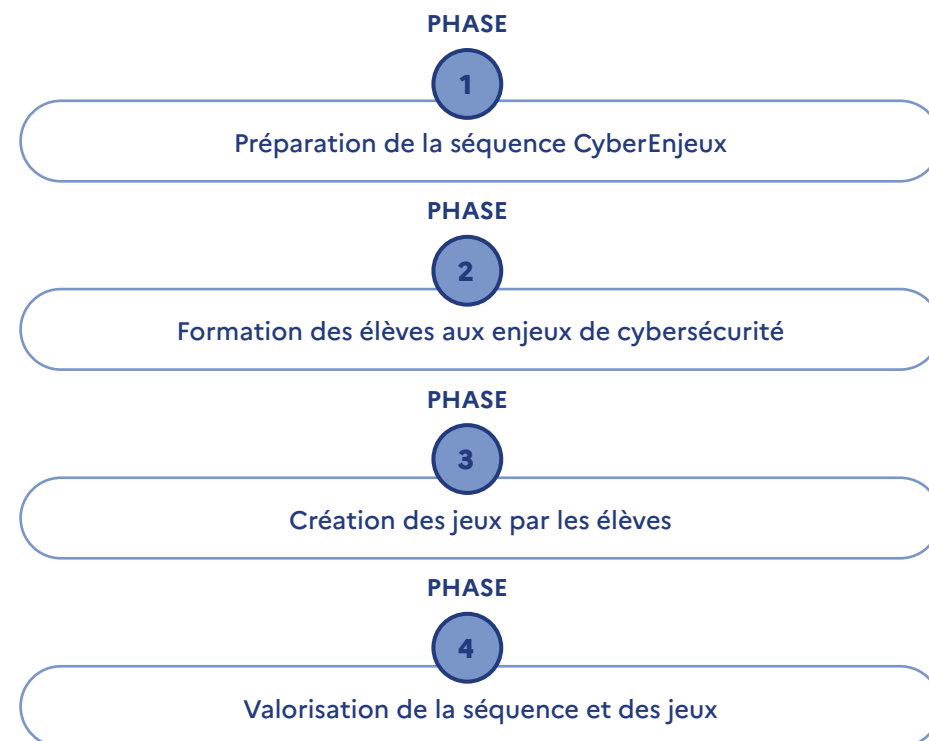 PHASE
1
Préparation de la séquence CyberEnjeux
PHASE
2
Formation des élèves aux enjeux de cybersécurité
PHASE
3
Création des jeux par les élèves
PHASE
4
Valorisation de la séquence et des jeux